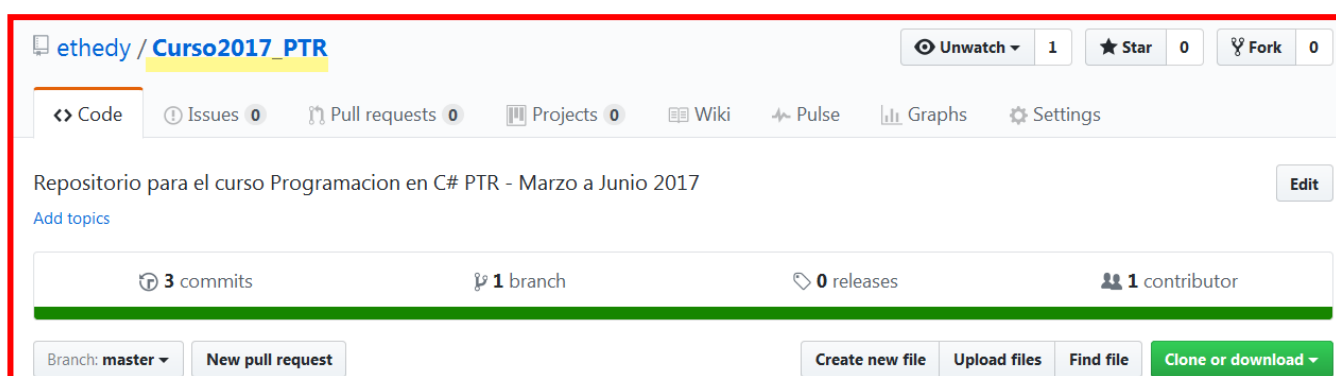 ethedy / Curso2017_PTR Unwatch 1 Star 0 Fork 0
Code Issues 0 Pull requests 0 Projects 0 Wiki Pulse Graphs Settings
Repositorio para el curso Programacion en C# PTR - Marzo a Junio 2017 Edit
Add topics
3 commits 1 branch 0 releases 1 contributor
Branch: master New pull request Create new file Upload files Find file Clone or download